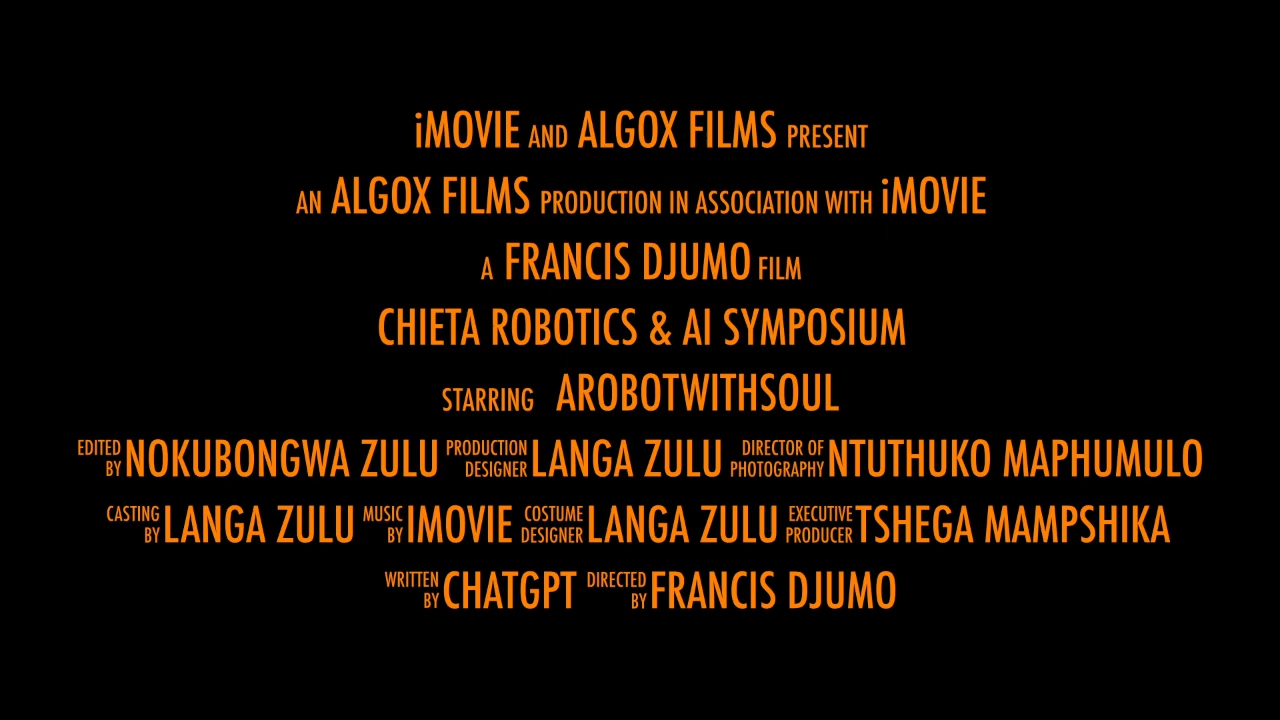 iMOVIE AND ALGOX FILMS PRESENT
AN ALGOX FILMS PRODUCTION IN ASSOCIATION WITH iMOVIE
A FRANCIS DJUMO FILM
CHIETA ROBOTICS & AI SYMPOSIUM
STARRING AROBOTWITHSOUL
EDITED BY NOKUBONGWA ZULU PRODUCTION DESIGNER LANGA ZULU DIRECTOR OF PHOTOGRAPHY NTUTHUKO MAPHUMULO
CASTING BY LANGA ZULU MUSIC BY IMOVIE COSTUME DESIGNER LANGA ZULU EXECUTIVE PRODUCER TSHEGA MAMPSHIKA
WRITTEN BY CHATGPT DIRECTED BY FRANCIS DJUMO